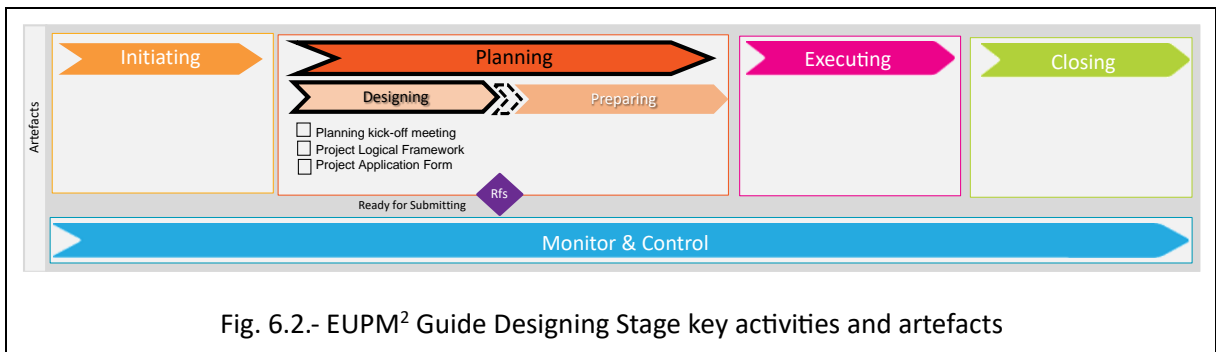 Artefacts
Initiating
Planning
Executing
Closing
Designing
Preparing
Planning kick-off meeting
Project Logical Framework
Project Application Form
Rfs
Ready for Submitting
Monitor & Control
Fig. 6.2.- EUPM² Guide Designing Stage key activities and artefacts